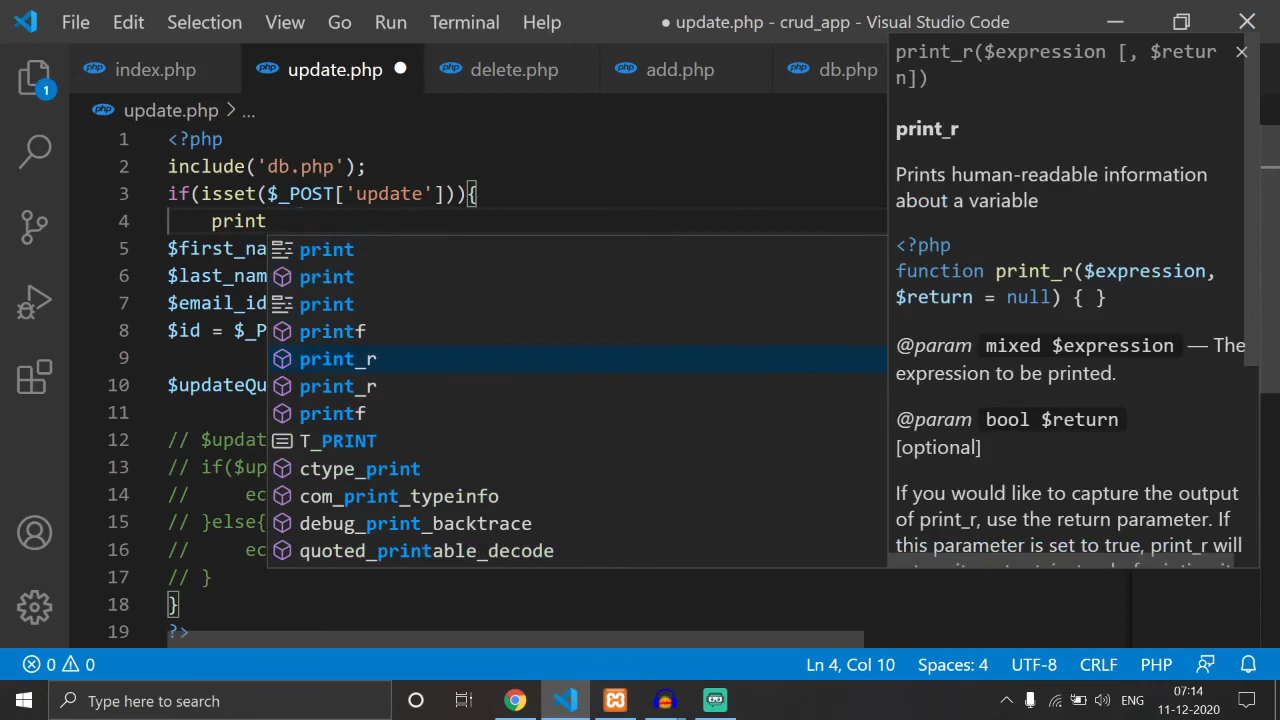 File Edit Selection View Go Run Terminal Help ● update.php - crud_app - Visual Studio Code
index.php update.php delete.php add.php db.php
update.php > ...
1 <?php
2 include('db.php');
3 if(isset($_POST['update'])){
4 print
5 $first_na
6 $last_nam
7 $email_id
8 $id = $_P
9
10 $updateQu
11
12 // $updat
13 // if($up
14 // ec
15 // }else{
16 // ec
17 // }
18 }
19 ?>
print
print
print
printf
print_r
print_r
printf
T_PRINT
ctype_print
com_print_typeinfo
debug_print_backtrace
quoted_printable_decode
print_r($expression [, $retur
n])
print_r
Prints human-readable information
about a variable
<?php
function print_r($expression,
$return = null) { }
@param mixed $expression — The
expression to be printed.
@param bool $return
[optional]
If you would like to capture the output
of print_r, use the return parameter. If
this parameter is set to true, print_r will
1
0 0 Ln 4, Col 10 Spaces: 4 UTF-8 CRLF PHP
Type here to search ENG 07:14
11-12-2020